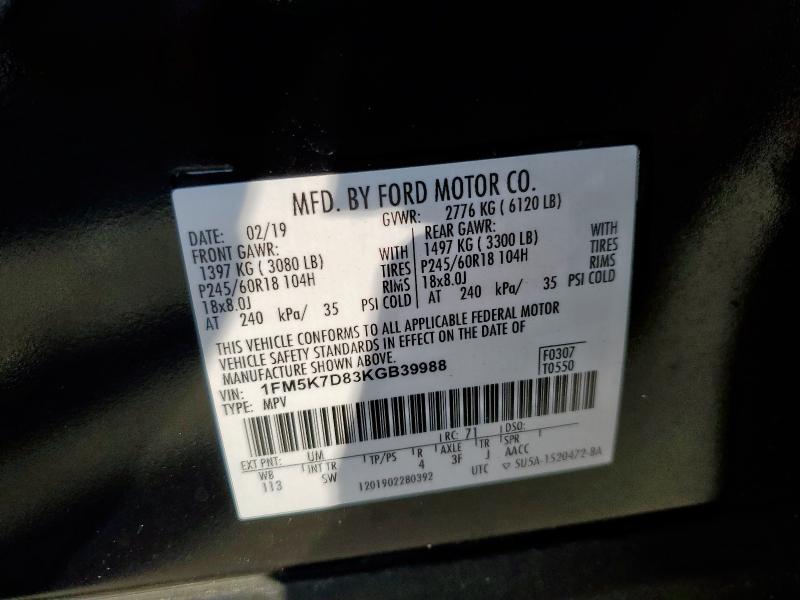 MFD. BY FORD MOTOR CO.
DATE: 02/19 GVWR: 2776 KG ( 6120 LB)
FRONT GAWR: REAR GAWR:
1397 KG ( 3080 LB) WITH 1497 KG ( 3300 LB) WITH
P245/60R18 104H TIRES P245/60R18 104H TIRES
18x8.0J RIMS 18x8.0J RIMS
AT 240 kPa/ 35 PSI COLD AT 240 kPa/ 35 PSI COLD
THIS VEHICLE CONFORMS TO ALL APPLICABLE FEDERAL MOTOR
VEHICLE SAFETY STANDARDS IN EFFECT ON THE DATE OF
MANUFACTURE SHOWN ABOVE.
VIN: 1FM5K7D83KGB39988 F0307
TYPE: MPV T0550
EXT PNT: UM RC: 71 DSO:
WB INT TR TP/PS R AXLE TR SPR
113 SW 4 3F J AACC
1201902280392 UTC SU5A-1520472-BA